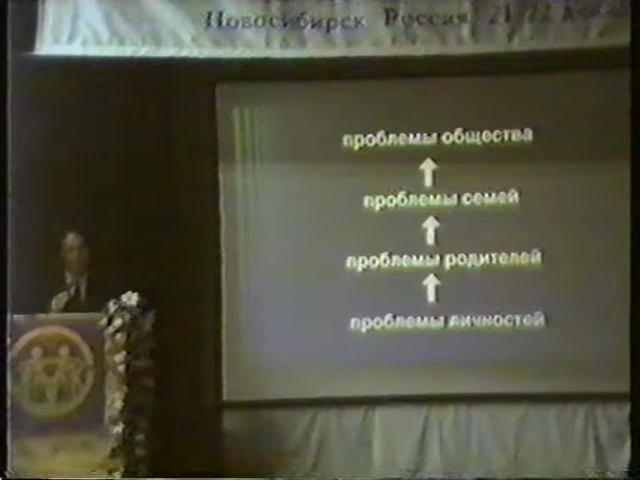 Новосибирск Россия 21 22
проблемы общества
проблемы семей
проблемы родителей
проблемы личностей